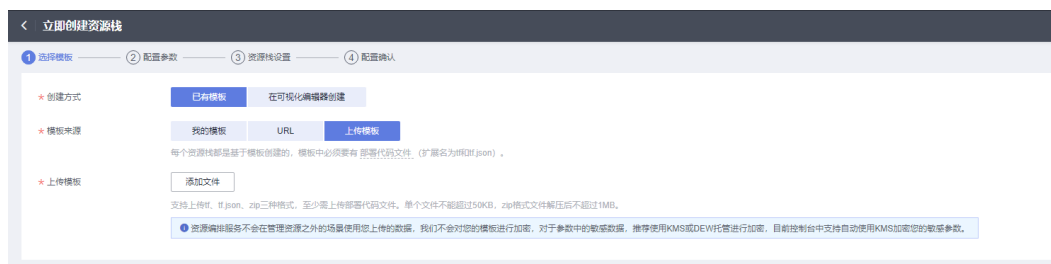 立即创建资源栈
1 选择模板 2 配置参数 3 资源栈设置 4 配置确认
* 创建方式 已有模板 在可视化编辑器创建
* 模板来源 我的模板 URL 上传模板
每个资源栈都是基于模板创建的，模板中必须要有 部署代码文件 （扩展名为tf和tf.json）。
* 上传模板 添加文件
支持上传tf、tf.json、zip三种格式，至少需上传部署代码文件。单个文件不能超过50KB，zip格式文件解压后不超过1MB。
资源编排服务不会在管理资源之外的场景使用您上传的数据，我们不会对您的模板进行加密，对于参数中的敏感数据，推荐使用KMS或DEW托管进行加密，目前控制台中支持自动使用KMS加密您的敏感参数。